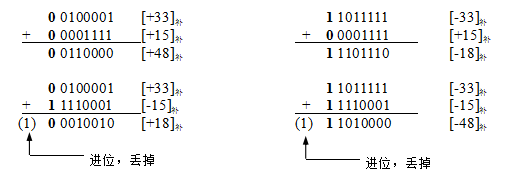 0 0100001 [+33]补 1 1011111 [-33]补
+ 0 0001111 [+15]补 + 0 0001111 [+15]补
0 0110000 [+48]补 1 1101110 [-18]补
0 0100001 [+33]补 1 1011111 [-33]补
+ 1 1110001 [-15]补 + 1 1110001 [-15]补
(1) 0 0010010 [+18]补 (1) 1 1010000 [-48]补
进位，丢掉 进位，丢掉